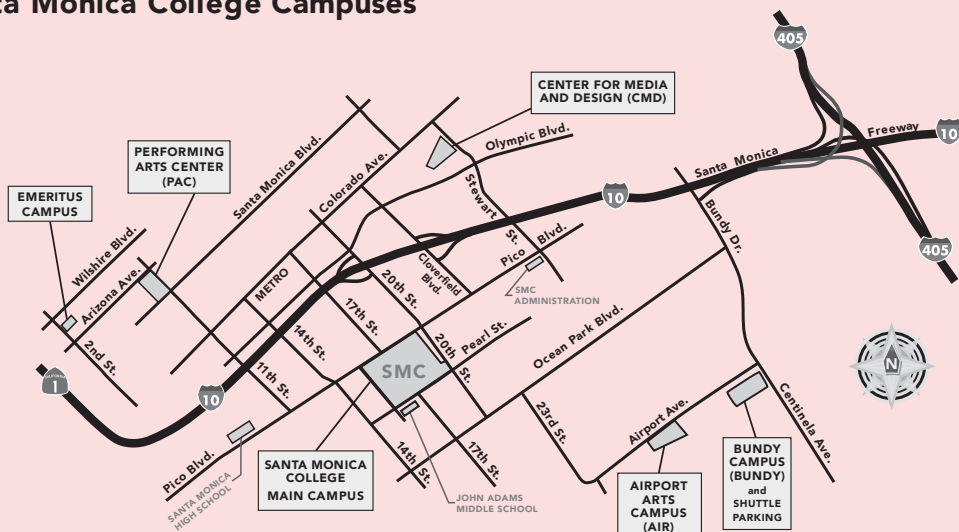 ta Monica College Campuses
405
CENTER FOR MEDIA
AND DESIGN (CMD)
10
Freeway
PERFORMING
ARTS CENTER
(PAC)
Olympic Blvd.
Santa Monica Blvd.
Colorado Ave.
Santa Monica
EMERITUS
CAMPUS
Stewart
St.
10
Bundy Dr.
Wilshire Blvd.
Pico Blvd.
405
Arizona Ave.
METRO
Cloverfield
Blvd.
20th St.
SMC
ADMINISTRATION
17th St.
2nd St.
14th St.
20th
St.
Pearl St.
Ocean Park Blvd.
CALIFORNIA
1
11th St.
SMC
N
10
23rd St.
Airport Ave.
Centinela Ave.
Pico Blvd.
SANTA MONICA
HIGH SCHOOL
SANTA MONICA
COLLEGE
MAIN CAMPUS
14th St.
17th St.
JOHN ADAMS
MIDDLE SCHOOL
AIRPORT
ARTS
CAMPUS
(AIR)
BUNDY
CAMPUS
(BUNDY)
and
SHUTTLE
PARKING